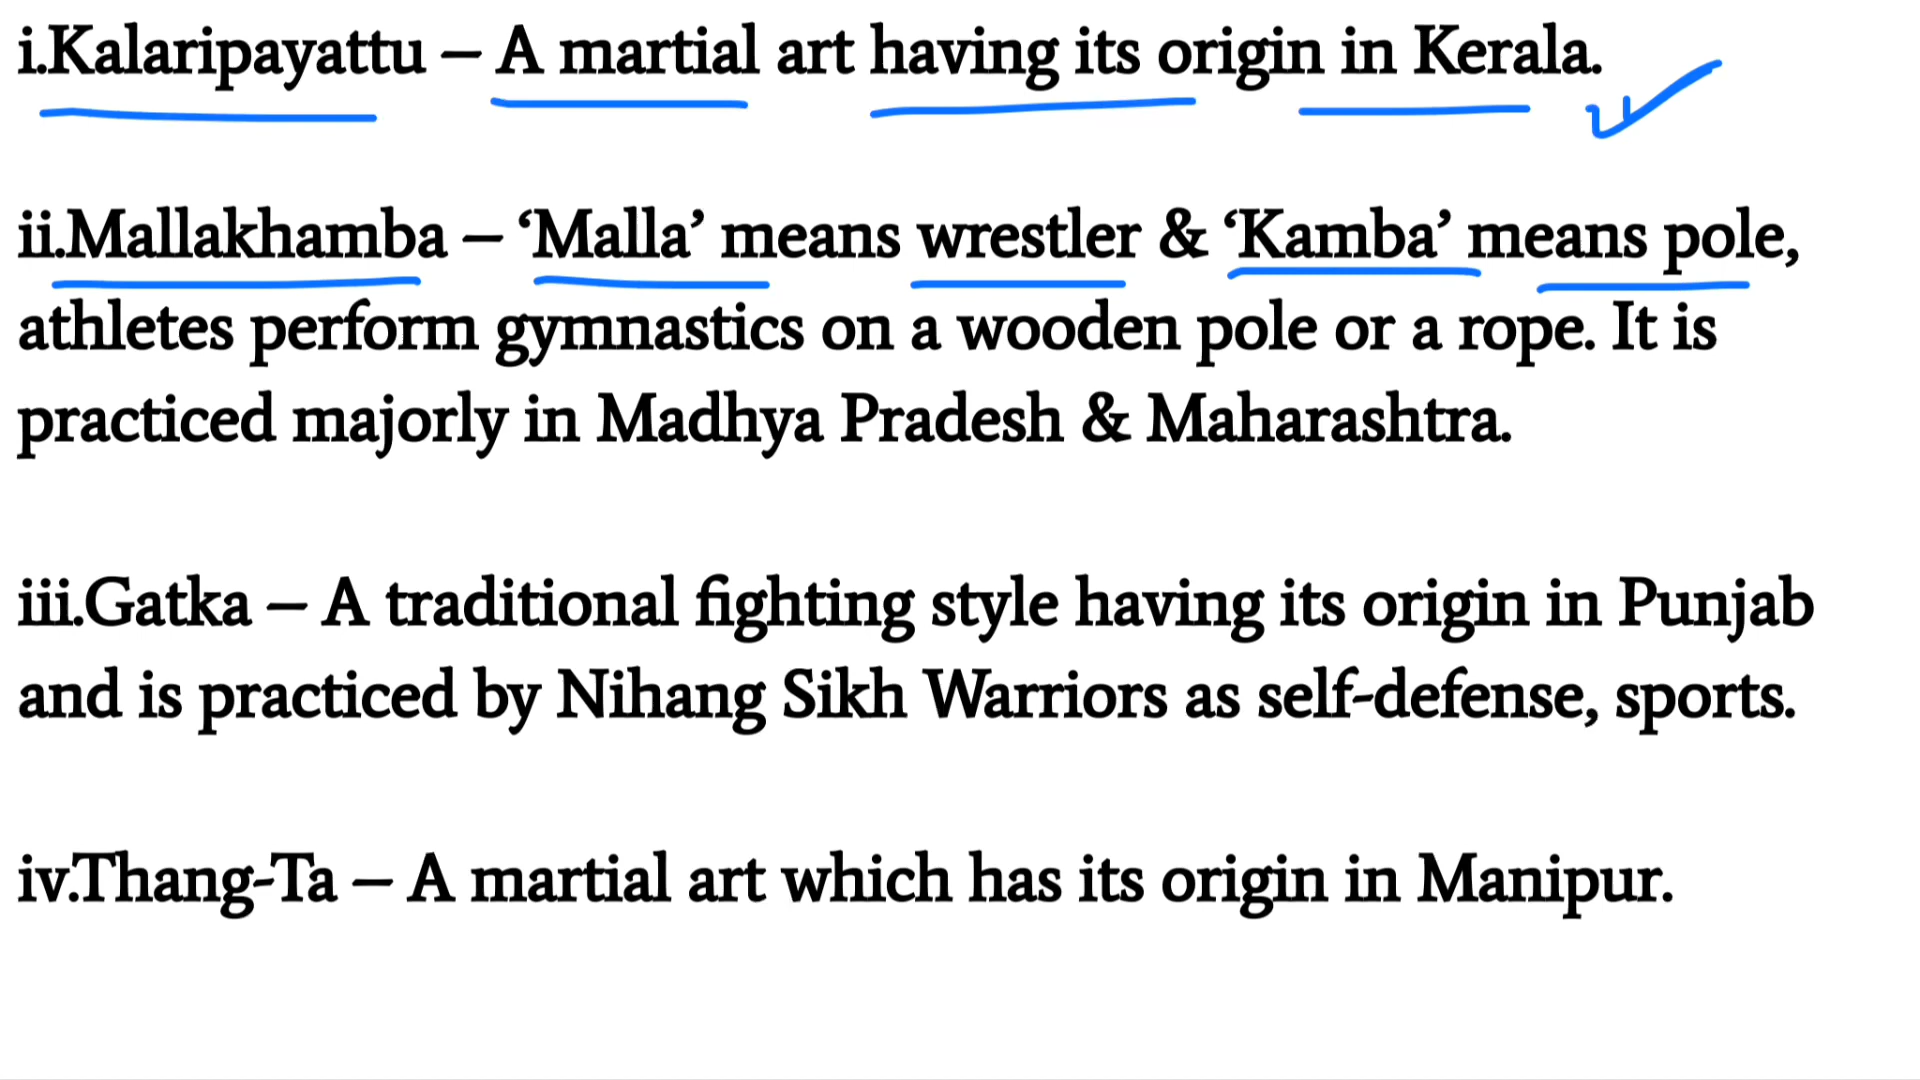 i.Kalaripayattu – A martial art having its origin in Kerala.
ii.Mallakhamba – ‘Malla’ means wrestler & ‘Kamba’ means pole,
athletes perform gymnastics on a wooden pole or a rope. It is
practiced majorly in Madhya Pradesh & Maharashtra.
iii.Gatka – A traditional fighting style having its origin in Punjab
and is practiced by Nihang Sikh Warriors as self-defense, sports.
iv.Thang-Ta – A martial art which has its origin in Manipur.